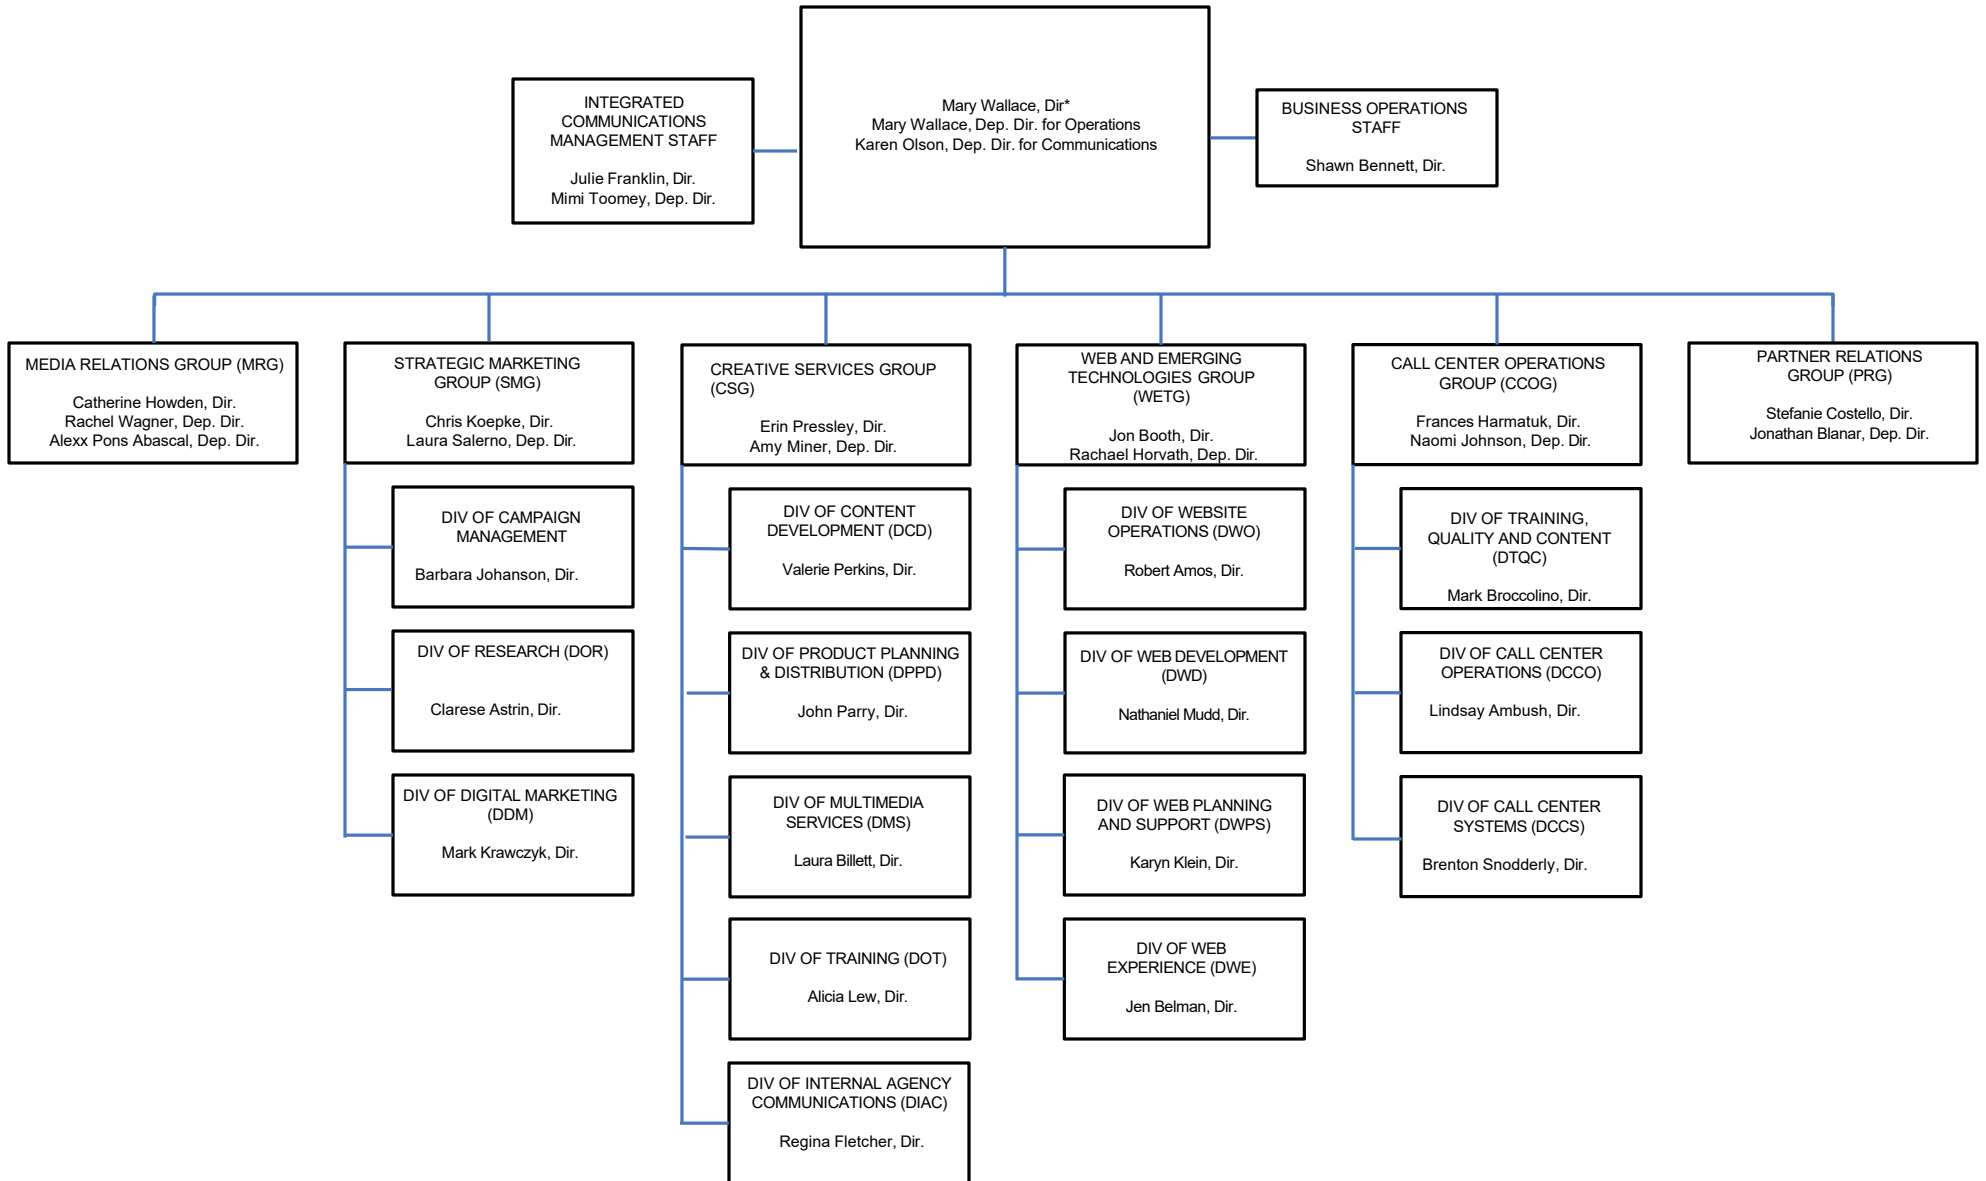 INTEGRATED
COMMUNICATIONS
MANAGEMENT STAFF
Julie Franklin, Dir.
Mimi Toomey, Dep. Dir.
Mary Wallace, Dir*
Mary Wallace, Dep. Dir. for Operations
Karen Olson, Dep. Dir. for Communications
BUSINESS OPERATIONS
STAFF
Shawn Bennett, Dir.
MEDIA RELATIONS GROUP (MRG)
Catherine Howden, Dir.
Rachel Wagner, Dep. Dir.
Alexx Pons Abascal, Dep. Dir.
STRATEGIC MARKETING
GROUP (SMG)
Chris Koepke, Dir.
Laura Salerno, Dep. Dir.
DIV OF CAMPAIGN
MANAGEMENT
Barbara Johanson, Dir.
DIV OF RESEARCH (DOR)
Clarese Astrin, Dir.
DIV OF DIGITAL MARKETING
(DDM)
Mark Krawczyk, Dir.
CREATIVE SERVICES GROUP
(CSG)
Erin Pressley, Dir.
Amy Miner, Dep. Dir.
DIV OF CONTENT
DEVELOPMENT (DCD)
Valerie Perkins, Dir.
DIV OF PRODUCT PLANNING
& DISTRIBUTION (DPPD)
John Parry, Dir.
DIV OF MULTIMEDIA
SERVICES (DMS)
Laura Billett, Dir.
DIV OF TRAINING (DOT)
Alicia Lew, Dir.
DIV OF INTERNAL AGENCY
COMMUNICATIONS (DIAC)
Regina Fletcher, Dir.
WEB AND EMERGING
TECHNOLOGIES GROUP
(WETG)
Jon Booth, Dir.
Rachael Horvath, Dep. Dir.
DIV OF WEBSITE
OPERATIONS (DWO)
Robert Amos, Dir.
DIV OF WEB DEVELOPMENT
(DWD)
Nathaniel Mudd, Dir.
DIV OF WEB PLANNING
AND SUPPORT (DWPS)
Karyn Klein, Dir.
DIV OF WEB
EXPERIENCE (DWE)
Jen Belman, Dir.
CALL CENTER OPERATIONS
GROUP (CCOG)
Frances Harmatuk, Dir.
Naomi Johnson, Dep. Dir.
DIV OF TRAINING,
QUALITY AND CONTENT
(DTQC)
Mark Broccolino, Dir.
DIV OF CALL CENTER
OPERATIONS (DCCO)
Lindsay Ambush, Dir.
DIV OF CALL CENTER
SYSTEMS (DCCS)
Brenton Snodderly, Dir.
PARTNER RELATIONS
GROUP (PRG)
Stefanie Costello, Dir.
Jonathan Blanar, Dep. Dir.